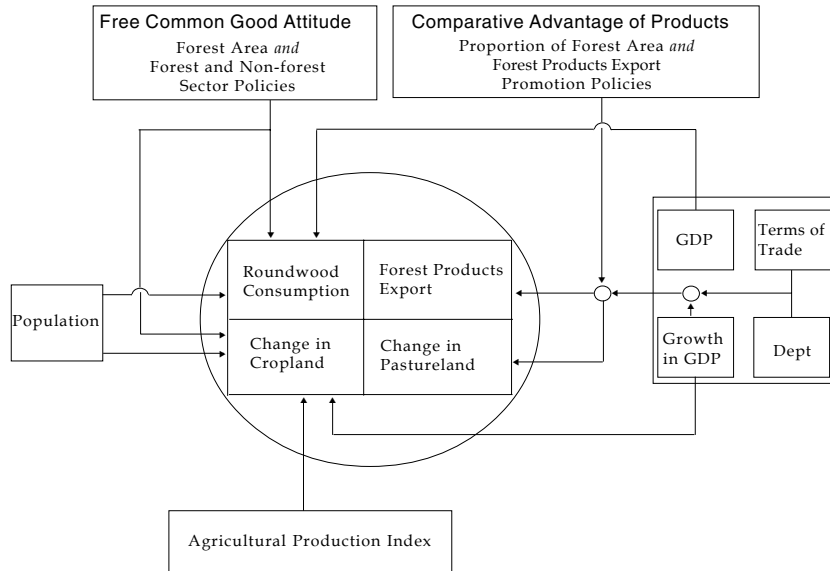 Free Common Good Attitude
Forest Area and
Forest and Non-forest
Sector Policies
Comparative Advantage of Products
Proportion of Forest Area and
Forest Products Export
Promotion Policies
GDP
Terms of
Trade
Roundwood
Consumption
Forest Products
Export
Population
Change in
Cropland
Change in
Pastureland
Growth
in GDP
Dept
Agricultural Production Index